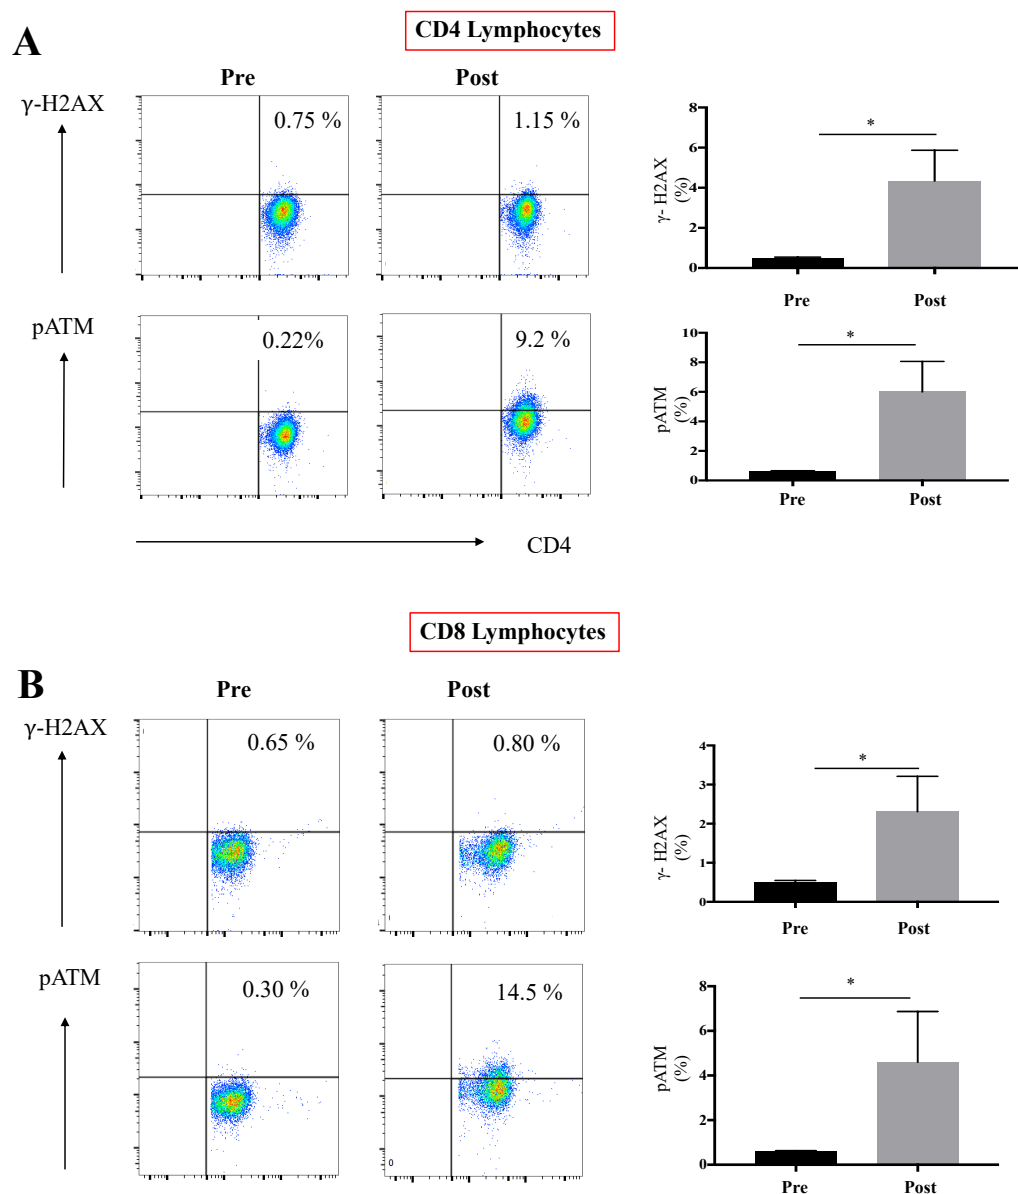 CD4 Lymphocytes
A
Pre
Post
γ-H2AX
0.75 %
1.15 %
8
6
4
2
0
γ- H2AX
(%)
*
Pre
Post
pATM
0.22%
9.2 %
10
8
6
4
2
0
pATM
(%)
*
Pre
Post
CD4
CD8 Lymphocytes
B
Pre
Post
γ-H2AX
0.65 %
0.80 %
4
3
2
1
0
γ- H2AX
(%)
*
Pre
Post
pATM
0.30 %
14.5 %
0
8
6
4
2
0
pATM
(%)
*
Pre
Post